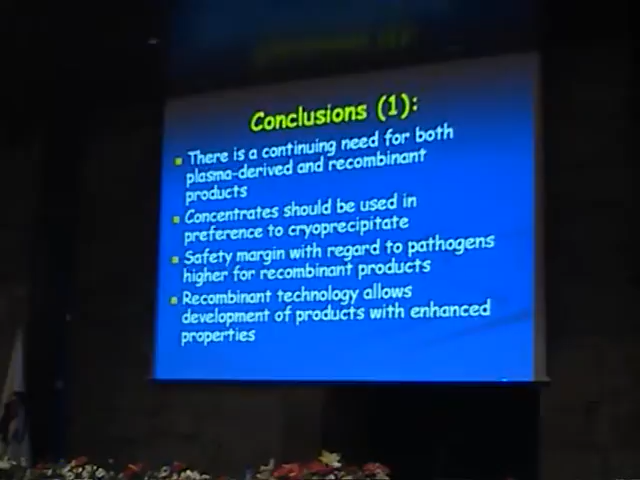 Conclusions (1):
There is a continuing need for both
plasma-derived and recombinant
products
Concentrates should be used in
preference to cryoprecipitate
Safety margin with regard to pathogens
higher for recombinant products
Recombinant technology allows
development of products with enhanced
properties